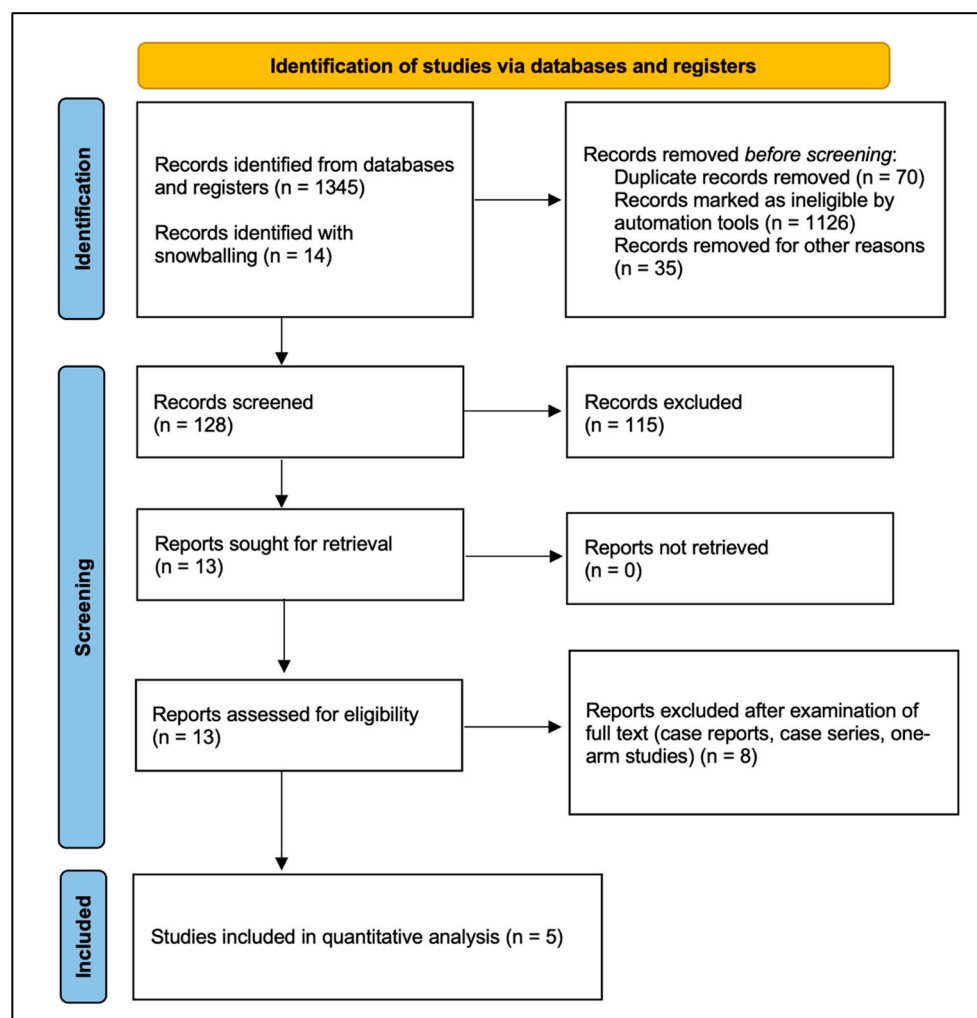 Identification of studies via databases and registers
Identification
Records identified from databases
and registers (n = 1345)
Records identified with
snowballing (n = 14)
Records removed before screening:
Duplicate records removed (n = 70)
Records marked as ineligible by
automation tools (n = 1126)
Records removed for other reasons
(n = 35)
Screening
Records screened
(n = 128)
Records excluded
(n = 115)
Reports sought for retrieval
(n = 13)
Reports not retrieved
(n = 0)
Reports assessed for eligibility
(n = 13)
Reports excluded after examination of
full text (case reports, case series, one-
arm studies) (n = 8)
Included
Studies included in quantitative analysis (n = 5)